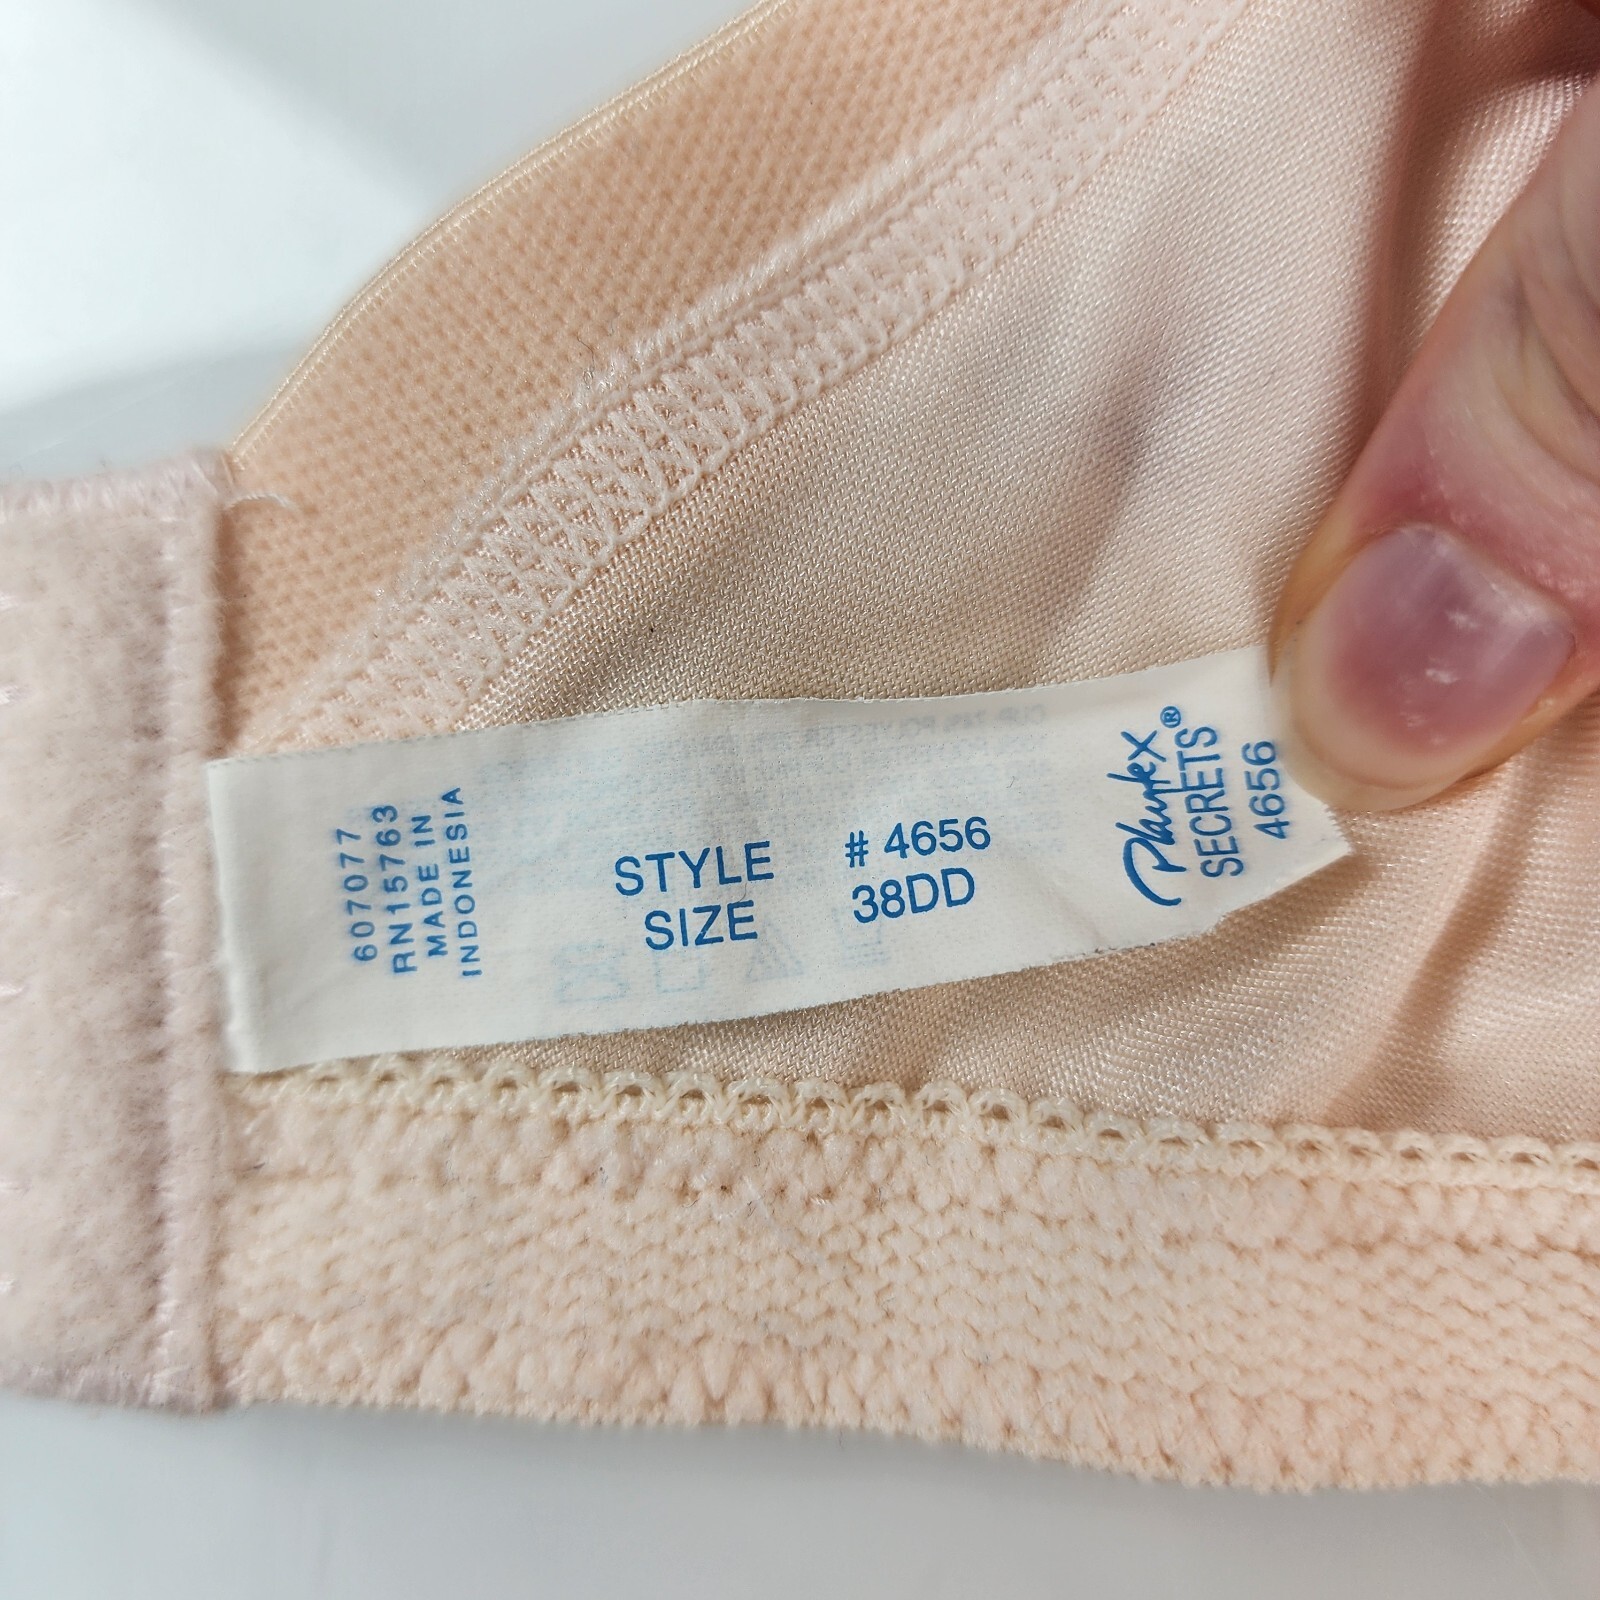 607077
RN15763
MADE IN
INDONESIA
STYLE # 4656
SIZE 38DD
Playtex®
SECRETS
4656